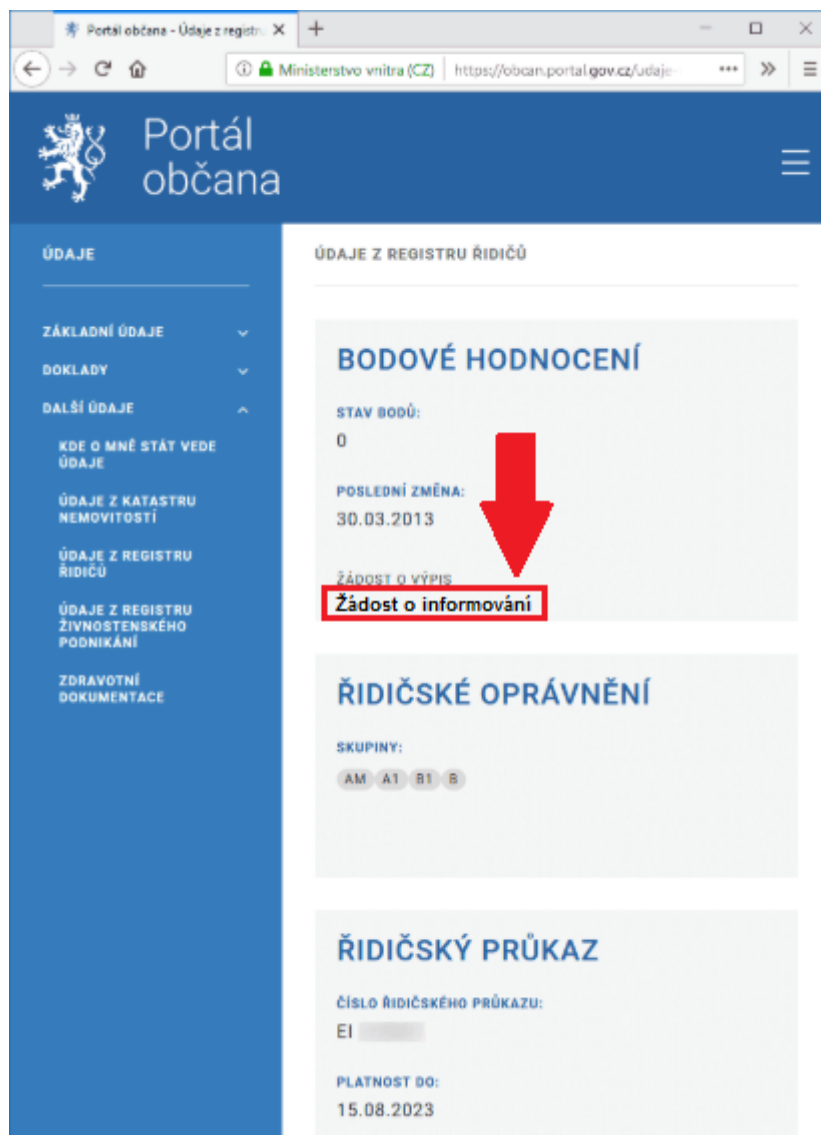 Portál občana - Údaje z registru
Ministerstvo vnitra (CZ) https://obcan.portal.gov.cz/udaje-
Portál
občana
ÚDAJE
ZÁKLADNÍ ÚDAJE
DOKLADY
DALŠÍ ÚDAJE
KDE O MNĚ STÁT VEDE
ÚDAJE
ÚDAJE Z KATASTRU
NEMOVITOSTÍ
ÚDAJE Z REGISTRU
ŘIDIČŮ
ÚDAJE Z REGISTRU
ŽIVNOSTENSKÉHO
PODNIKÁNÍ
ZDRAVOTNÍ
DOKUMENTACE
ÚDAJE Z REGISTRU ŘIDIČŮ
BODOVÉ HODNOCENÍ
STAV BODŮ:
0
POSLEDNÍ ZMĚNA:
30.03.2013
ŽÁDOST O VÝPIS
Žádost o informování
ŘIDIČSKÉ OPRÁVNĚNÍ
SKUPINY:
AM A1 B1 B
ŘIDIČSKÝ PRŮKAZ
ČÍSLO ŘIDIČSKÉHO PRŮKAZU:
EI
PLATNOST DO:
15.08.2023